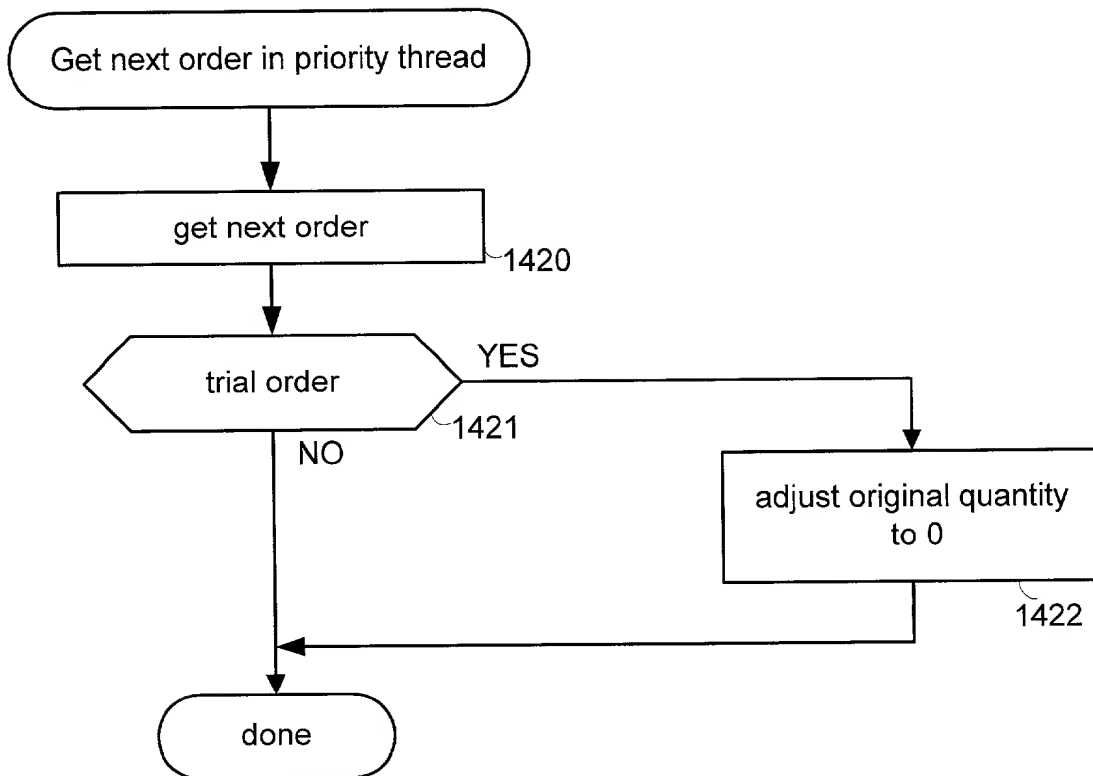 Get next order in priority thread
get next order
1420
trial order
YES
1421
NO
adjust original quantity
to 0
1422
done